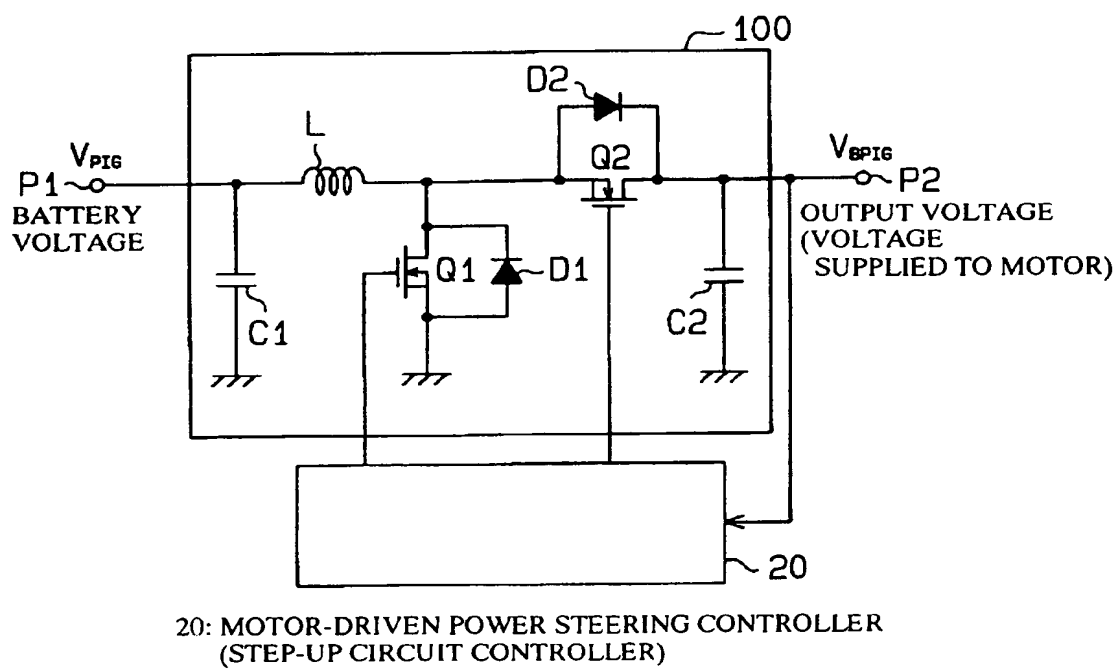 100
D2
L
V_PIG
Q2
V_BPIG
P1
P2
BATTERY
VOLTAGE
OUTPUT VOLTAGE
(VOLTAGE
SUPPLIED TO MOTOR)
Q1
D1
C1
C2
20
20: MOTOR-DRIVEN POWER STEERING CONTROLLER
(STEP-UP CIRCUIT CONTROLLER)